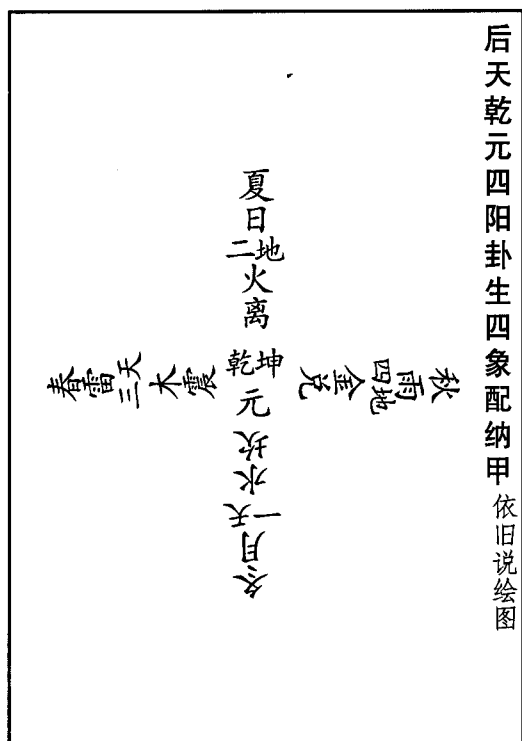 后天乾元四阳卦生四象配纳甲 依旧说绘图
夏日地二火离
春雷天三木震
乾坤元
秋雨地四金兑
冬月天一水坎